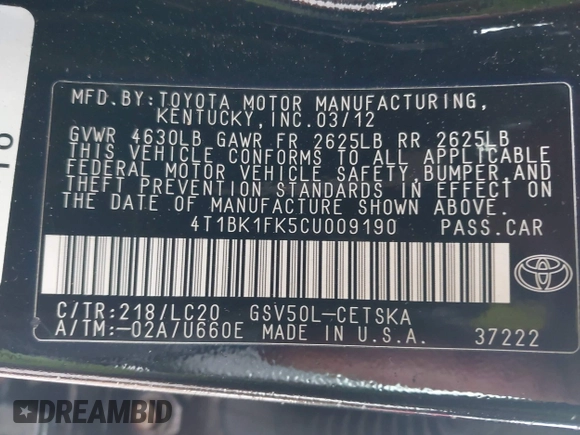 MFD.BY:TOYOTA MOTOR MANUFACTURING,
KENTUCKY,INC.03/12
GVWR 4630LB GAWR FR 2625LB RR 2625LB
THIS VEHICLE CONFORMS TO ALL APPLICABLE
FEDERAL MOTOR VEHICLE SAFETY,BUMPER,AND
THEFT PREVENTION STANDARDS IN EFFECT ON
THE DATE OF MANUFACTURE SHOWN ABOVE.
4T1BK1FK5CU009190 PASS.CAR
C/TR:218/LC20 GSV50L-CETSKA
A/TM:-02A/U660E MADE IN U.S.A. 37222
DREAMBID